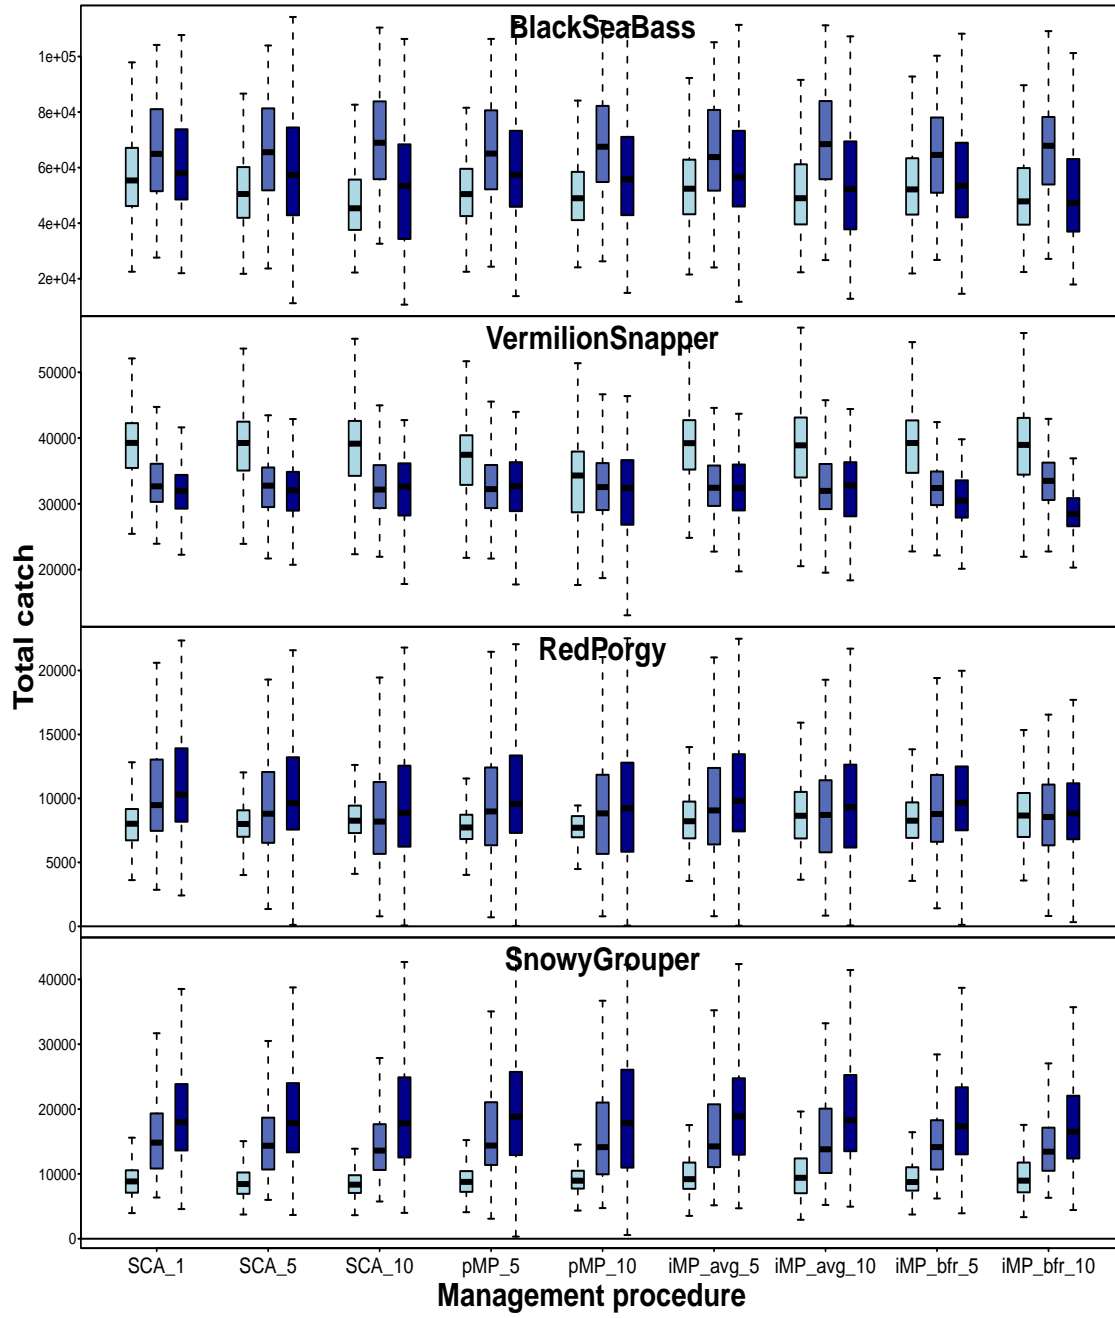 BlackSeaBass
1e+05
8e+04
6e+04
4e+04
2e+04
VermilionSnapper
50000
40000
30000
20000
Total catch
RedPorgy
20000
15000
10000
5000
0
SnowyGrouper
40000
30000
20000
10000
0
SCA_1 SCA_5 SCA_10 pMP_5 pMP_10 iMP_avg_5 iMP_avg_10 iMP_bfr_5 iMP_bfr_10
Management procedure